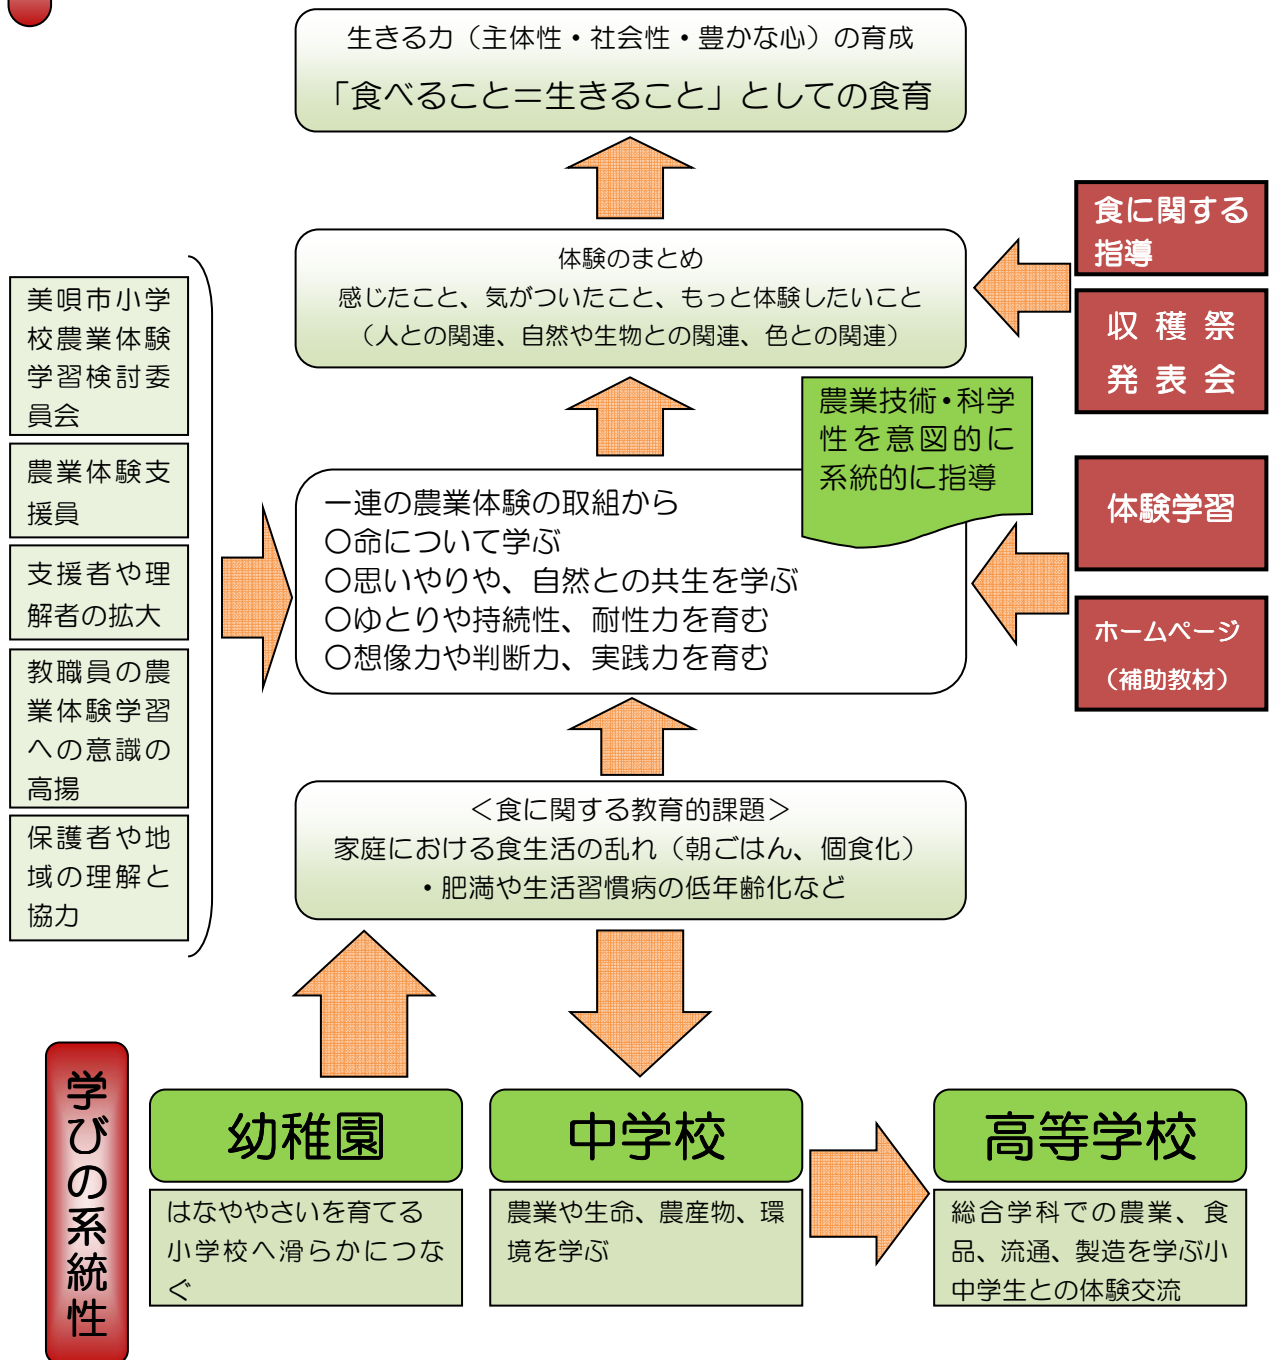 生きる力（主体性・社会性・豊かな心）の育成
「食べること＝生きること」としての食育
体験のまとめ
感じたこと、気がついたこと、もっと体験したいこと
（人との関連、自然や生物との関連、色との関連）
食に関する
指導
収穫祭
発表会
美唄市小学
校農業体験
学習検討委
員会
農業体験支
援員
支援者や理
解者の拡大
教職員の農
業体験学習
への意識の
高揚
保護者や地
域の理解と
協力
農業技術・科学
性を意図的に
系統的に指導
一連の農業体験の取組から
〇命について学ぶ
〇思いやりや、自然との共生を学ぶ
〇ゆとりや持続性、耐性力を育む
〇想像力や判断力、実践力を育む
体験学習
ホームページ
（補助教材）
＜食に関する教育的課題＞
家庭における食生活の乱れ（朝ごはん、個食化）
・肥満や生活習慣病の低年齢化など
学びの系統性
幼稚園
はなややさいを育てる
小学校へ滑らかにつな
ぐ
中学校
農業や生命、農産物、環
境を学ぶ
高等学校
総合学科での農業、食
品、流通、製造を学ぶ小
中学生との体験交流